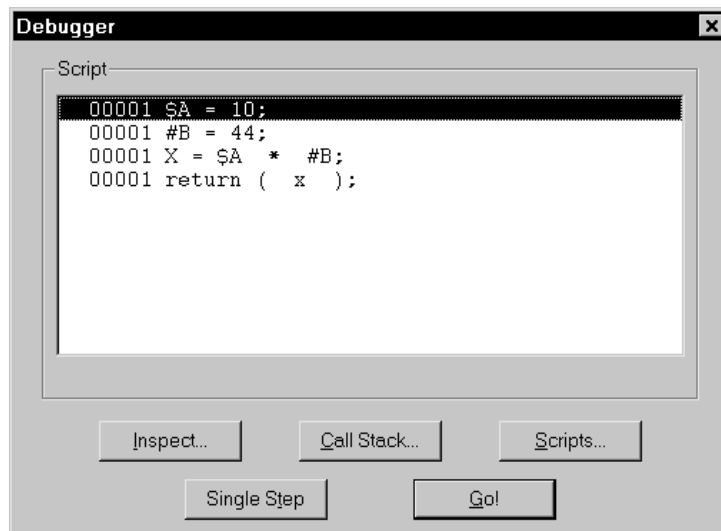 Debugger
Script
00001 $A = 10;
00001 #B = 44;
00001 X = $A  *  #B;
00001 return (  x  );
Inspect... Call Stack... Scripts...
Single Step Go!